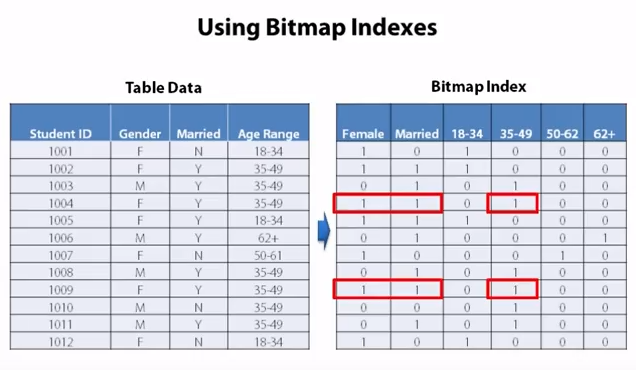 Using Bitmap Indexes
Table Data
Student ID Gender Married Age Range
1001 F N 18-34
1002 F Y 35-49
1003 M Y 35-49
1004 F Y 35-49
1005 F Y 18-34
1006 M Y 62+
1007 F N 50-61
1008 M Y 35-49
1009 F Y 35-49
1010 M N 35-49
1011 M Y 35-49
1012 F N 18-34
Bitmap Index
Female Married 18-34 35-49 50-62 62+
1 0 1 0 0 0
1 1 1 0 0 0
0 1 0 1 0 0
1 1 0 1 0 0
1 1 1 0 0 0
0 1 0 0 0 1
1 0 0 0 1 0
0 1 0 1 0 0
1 1 0 1 0 0
0 0 0 1 0 0
0 1 0 1 0 0
1 0 1 0 0 0